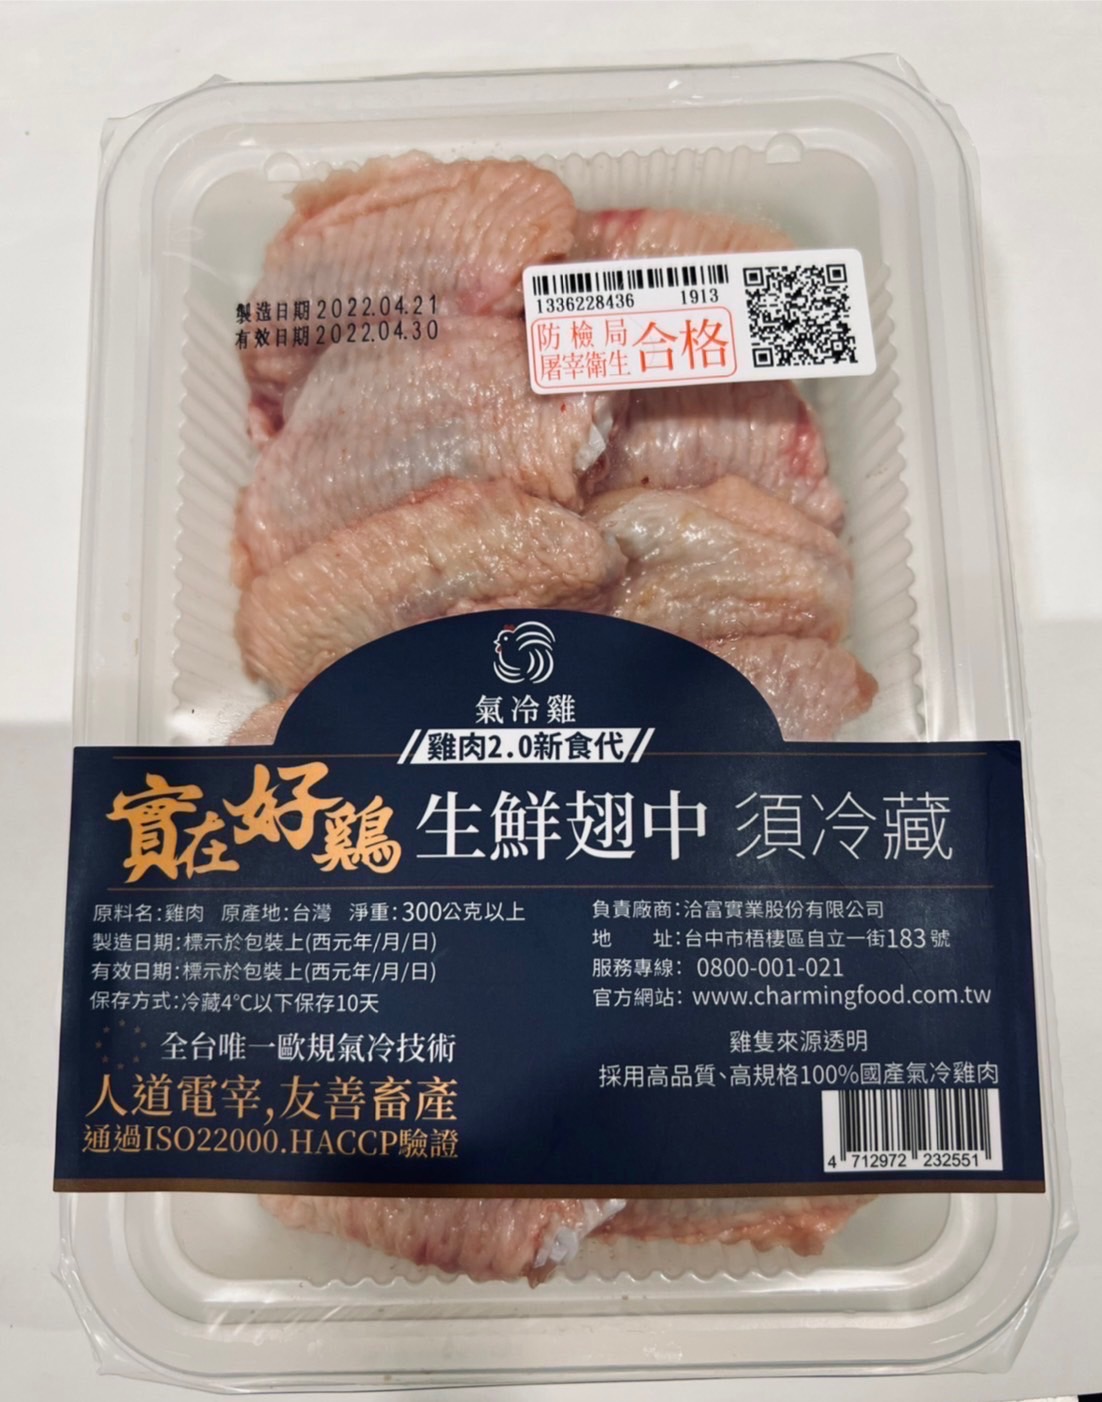 製造日期2022.04.21
有效日期2022.04.30
1336228436 1913
防檢局
屠宰衛生
合格
氣冷雞
雞肉2.0新食代
實在好鷄 生鮮翅中 須冷藏
原料名:雞肉 原產地:台灣 淨重:300公克以上
製造日期:標示於包裝上(西元年/月/日)
有效日期:標示於包裝上(西元年/月/日)
保存方式:冷藏4°C以下保存10天
全台唯一歐規氣冷技術
人道電宰,友善畜產
通過ISO22000.HACCP驗證
負責廠商:洽富實業股份有限公司
地 址:台中市梧棲區自立一街183號
服務專線: 0800-001-021
官方網站: www.charmingfood.com.tw
雞隻來源透明
採用高品質、高規格100%國產氣冷雞肉
4 712972 232551